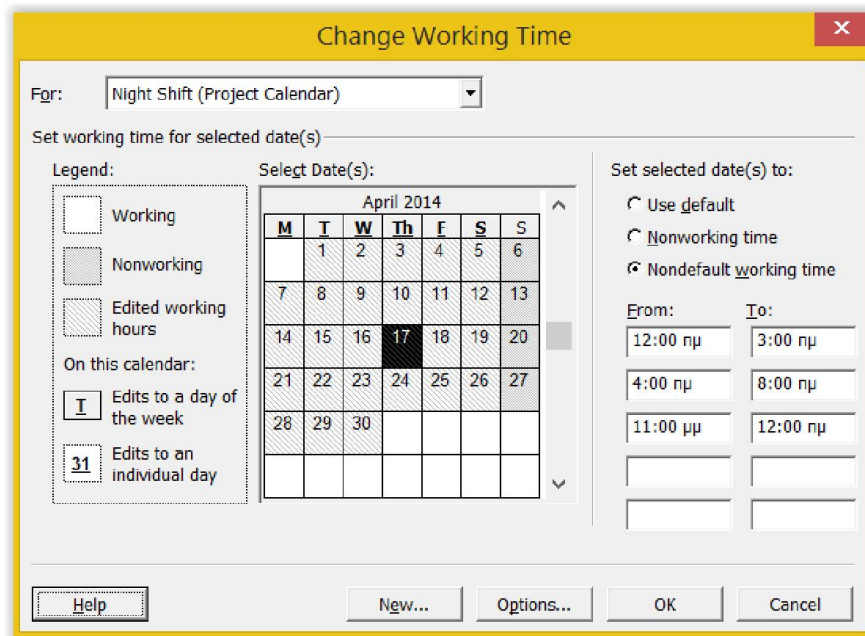 Change Working Time
For: Night Shift (Project Calendar)
Set working time for selected date(s)
Legend:
Working
Nonworking
Edited working
hours
On this calendar:
T Edits to a day of
the week
31 Edits to an
individual day
Select Date(s):
April 2014
M T W Th F S S
1 2 3 4 5 6
7 8 9 10 11 12 13
14 15 16 17 18 19 20
21 22 23 24 25 26 27
28 29 30
Set selected date(s) to:
Use default
Nonworking time
Nondefault working time
From: To:
12:00 πμ 3:00 πμ
4:00 πμ 8:00 πμ
11:00 μμ 12:00 πμ
Help New... Options... OK Cancel